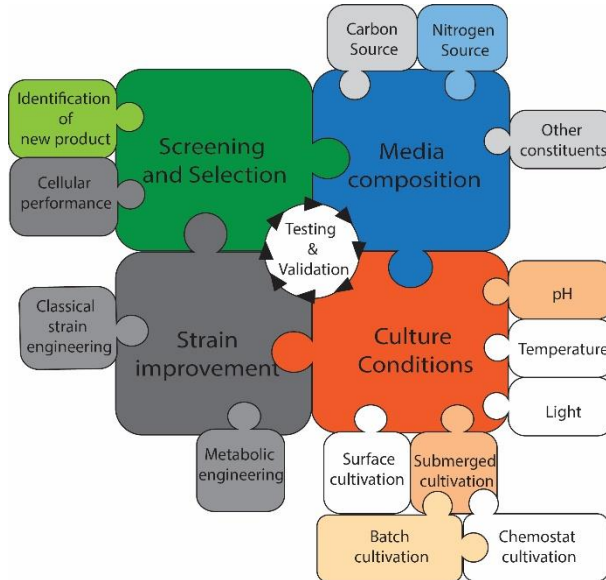 Carbon
Source
Nitrogen
Source
Identification
of
new product
Screening
and Selection
Media
composition
Other
constituents
Cellular
performance
Testing
&
Validation
Classical
strain
engineering
Strain
improvement
Culture
Conditions
pH
Temperature
Light
Metabolic
engineering
Surface
cultivation
Submerged
cultivation
Batch
cultivation
Chemostat
cultivation